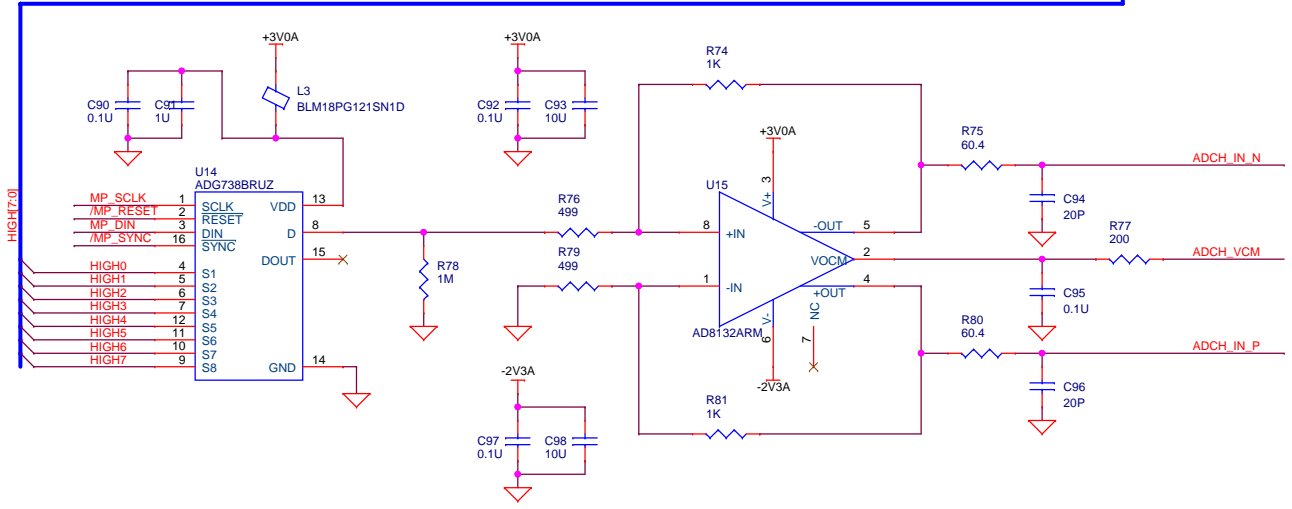 +3V0A
+3V0A
R74
1K
L3
BLM18PG121SN1D
C90
0.1U
C91
1U
C92
0.1U
C93
10U
+3V0A
R75
60.4
ADCH_IN_N
U14
ADG738BRUZ
HIGH[7:0]
MP_SCLK
1
SCLK
VDD
13
/MP_RESET
2
RESET
MP_DIN
3
DIN
D
8
/MP_SYNC
16
SYNC
DOUT
15
R76
499
U15
3
V+
8
+IN
-OUT
5
C94
20P
R77
200
R79
499
VOCM
2
ADCH_VCM
R78
1M
1
-IN
+OUT
4
C95
0.1U
HIGH0
4
S1
HIGH1
5
S2
HIGH2
6
S3
HIGH3
7
S4
HIGH4
12
S5
HIGH5
11
S6
HIGH6
10
S7
HIGH7
9
S8
GND
14
V-
NC
AD8132ARM
6
7
R80
60.4
ADCH_IN_P
-2V3A
-2V3A
C96
20P
R81
1K
C97
0.1U
C98
10U